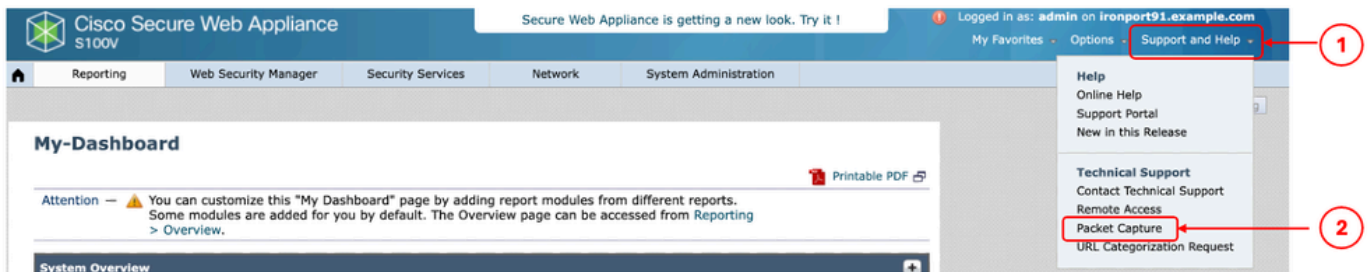 Cisco Secure Web Appliance
S100V
Secure Web Appliance is getting a new look. Try it !
Logged in as: admin on ironport91.example.com
My Favorites Options Support and Help
1
Reporting Web Security Manager Security Services Network System Administration
Help
Online Help
Support Portal
New in this Release
My-Dashboard
Printable PDF
Attention — You can customize this "My Dashboard" page by adding report modules from different reports.
Some modules are added for you by default. The Overview page can be accessed from Reporting
> Overview.
Technical Support
Contact Technical Support
Remote Access
Packet Capture
2
URL Categorization Request
System Overview